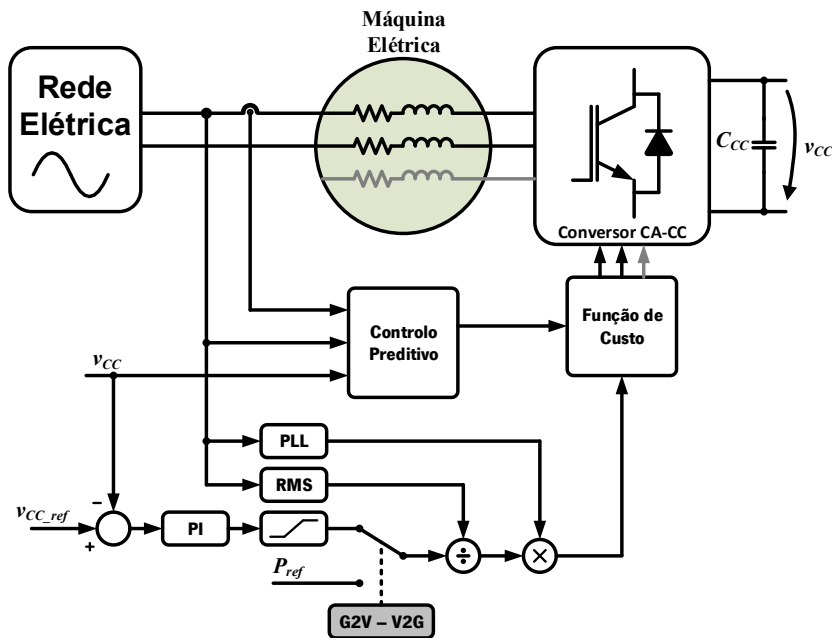 Máquina
Elétrica
Rede
Elétrica
C_CC
v_CC
Conversor CA-CC
Controlo
Preditivo
Função de
Custo
v_CC
PLL
RMS
v_CC_ref
−
+
PI
÷
×
P_ref
G2V – V2G